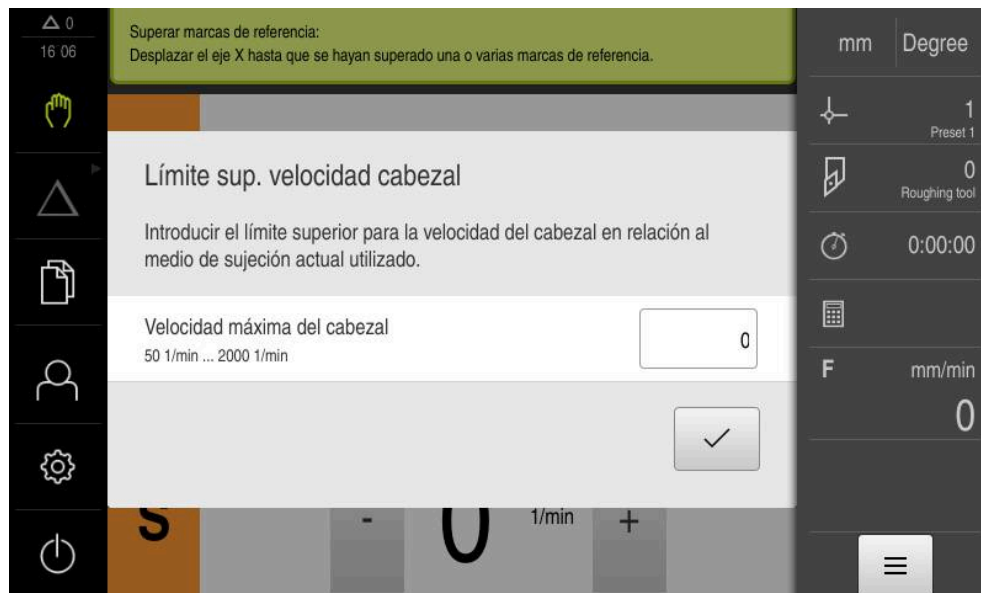 0
16 06
Superar marcas de referencia:
Desplazar el eje X hasta que se hayan superado una o varias marcas de referencia.
Límite sup. velocidad cabezal
Introducir el límite superior para la velocidad del cabezal en relación al
medio de sujeción actual utilizado.
Velocidad máxima del cabezal
50 1/min ... 2000 1/min
0
S
-
0
1/min
+
mm
Degree
1
Preset 1
0
Roughing tool
0:00:00
F
mm/min
0